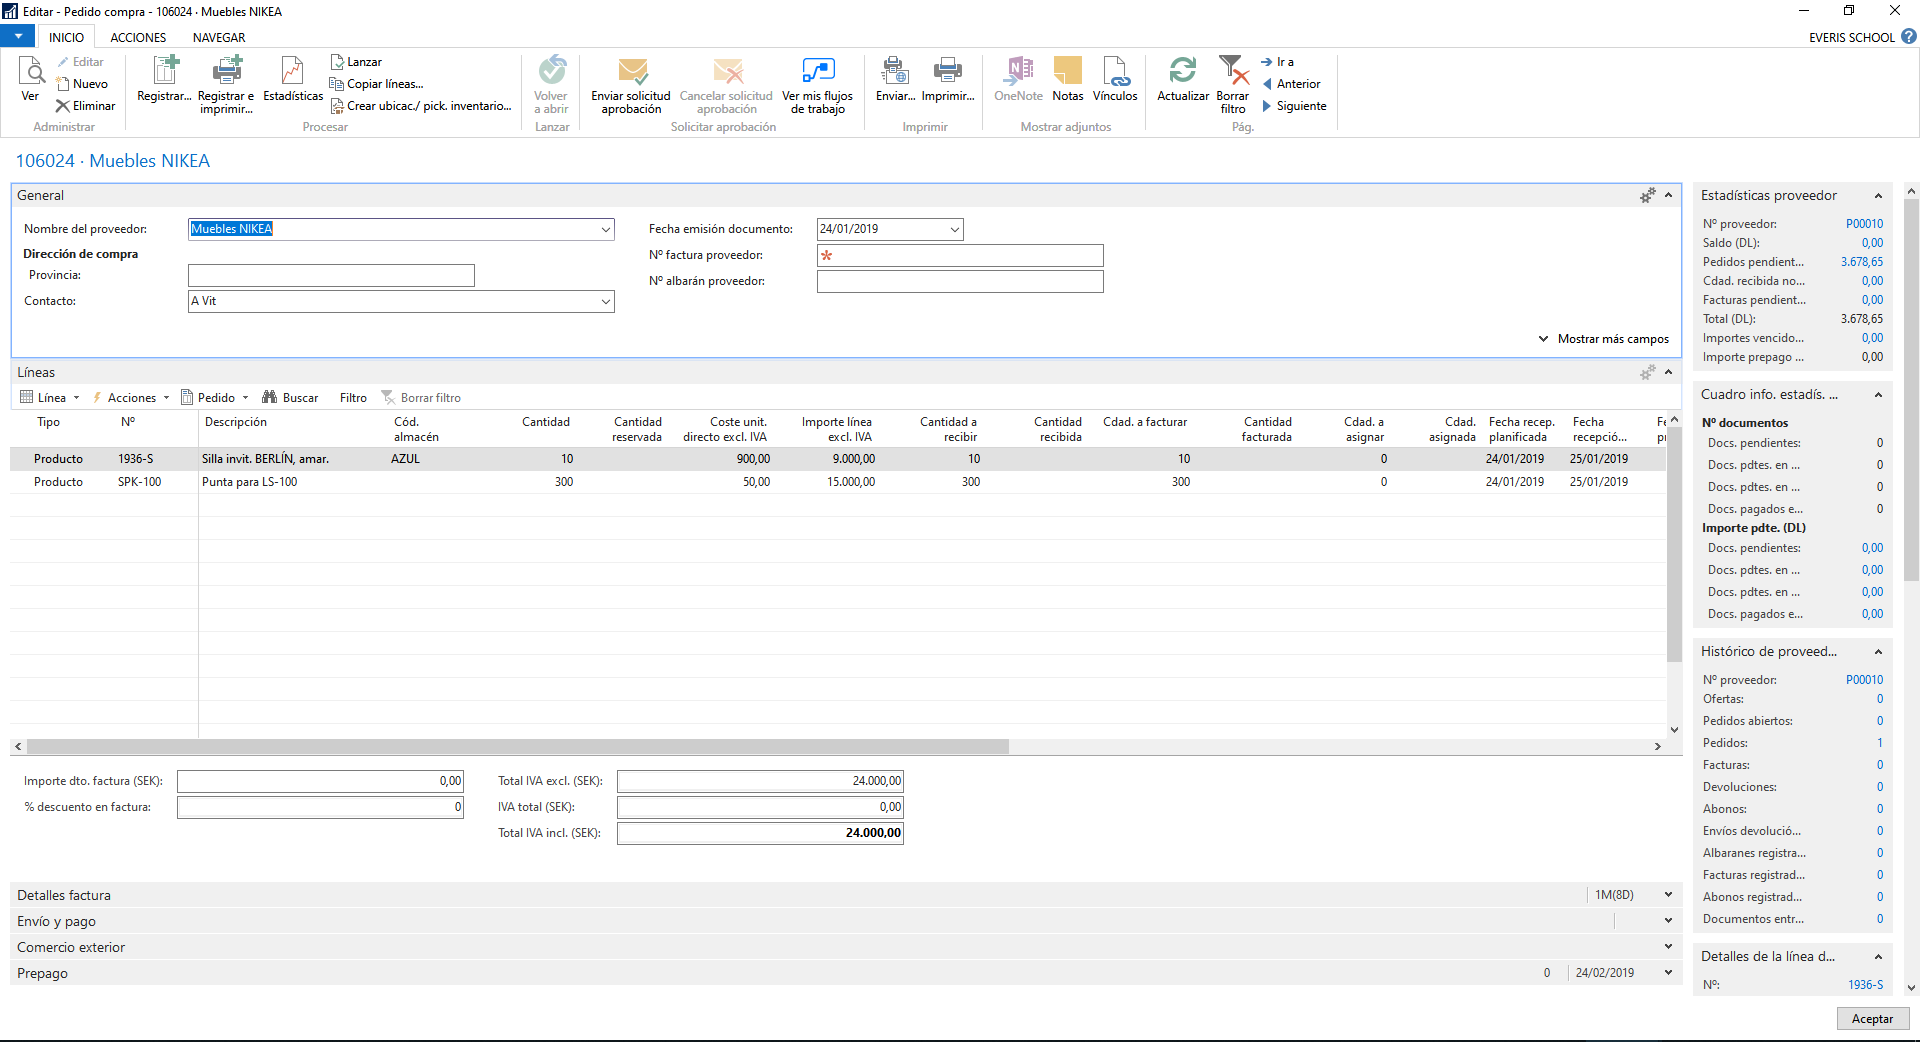 Editar - Pedido compra - 106024 · Muebles NIKEA
INICIO ACCIONES NAVEGAR
EVERIS SCHOOL
Ver
Editar
Nuevo
Eliminar
Administrar
Registrar...
Registrar e imprimir...
Estadísticas
Lanzar
Copiar líneas...
Crear ubicac./ pick. inventario...
Procesar
Volver a abrir
Lanzar
Enviar solicitud aprobación
Cancelar solicitud aprobación
Ver mis flujos de trabajo
Solicitar aprobación
Enviar...
Imprimir...
Imprimir
OneNote
Notas
Vínculos
Mostrar adjuntos
Actualizar
Borrar filtro
Ir a
Anterior
Siguiente
Pág.
106024 · Muebles NIKEA
General
Nombre del proveedor: Muebles NIKEA
Dirección de compra
Provincia:
Contacto: A Vit
Fecha emisión documento: 24/01/2019
Nº factura proveedor: *
Nº albarán proveedor:
Mostrar más campos
Líneas
Línea Acciones Pedido Buscar Filtro Borrar filtro
Tipo Nº Descripción Cód. almacén Cantidad Cantidad reservada Coste unit. directo excl. IVA Importe línea excl. IVA Cantidad a recibir Cantidad recibida Cdad. a facturar Cantidad facturada Cdad. a asignar Cdad. asignada Fecha recep. planificada Fecha recepció...
Producto 1936-S Silla invit. BERLÍN, amar. AZUL 10 900,00 9.000,00 10 10 0 24/01/2019 25/01/2019
Producto SPK-100 Punta para LS-100 300 50,00 15.000,00 300 300 0 24/01/2019 25/01/2019
Importe dto. factura (SEK): 0,00
% descuento en factura: 0
Total IVA excl. (SEK): 24.000,00
IVA total (SEK): 0,00
Total IVA incl. (SEK): 24.000,00
Detalles factura 1M(8D)
Envío y pago
Comercio exterior
Prepago 0 24/02/2019
Estadísticas proveedor
Nº proveedor: P00010
Saldo (DL): 0,00
Pedidos pendient... 3.678,65
Cdad. recibida no... 0,00
Facturas pendient... 0,00
Total (DL): 3.678,65
Importes vencido... 0,00
Importe prepago ... 0,00
Cuadro info. estadís. ...
Nº documentos
Docs. pendientes: 0
Docs. pdtes. en ... 0
Docs. pdtes. en ... 0
Docs. pagados e... 0
Importe pdte. (DL)
Docs. pendientes: 0,00
Docs. pdtes. en ... 0,00
Docs. pdtes. en ... 0,00
Docs. pagados e... 0,00
Histórico de proveed...
Nº proveedor: P00010
Ofertas: 0
Pedidos abiertos: 0
Pedidos: 1
Facturas: 0
Devoluciones: 0
Abonos: 0
Envíos devolució... 0
Albaranes registra... 0
Facturas registrad... 0
Abonos registrad... 0
Documentos entr... 0
Detalles de la línea d...
Nº: 1936-S
Aceptar